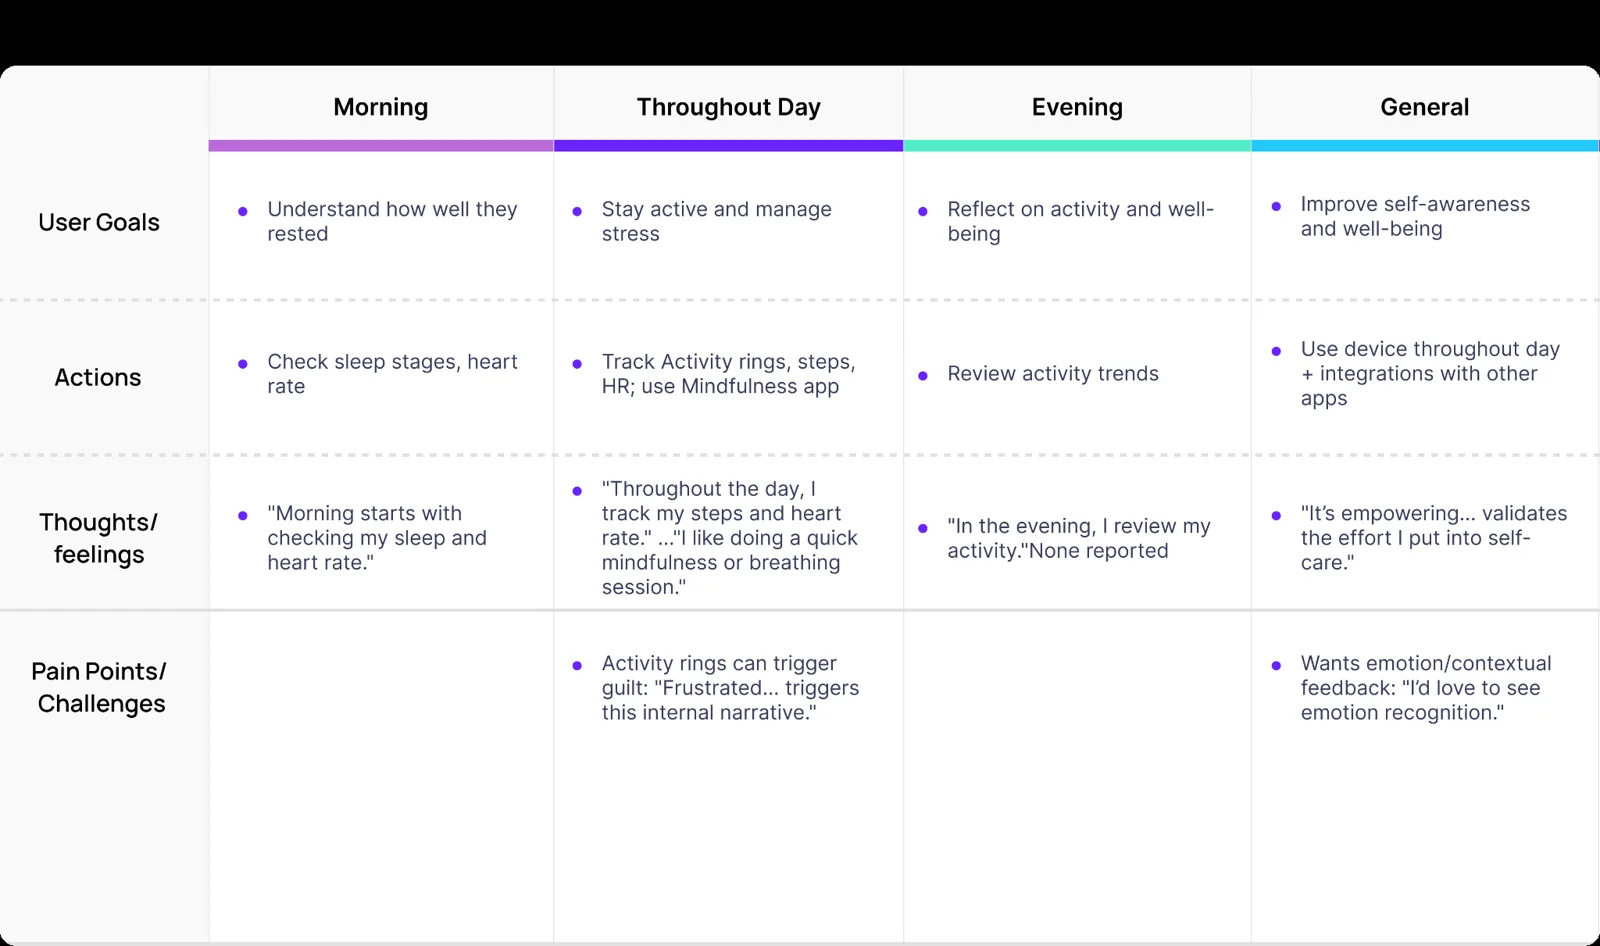 Morning
Throughout Day
Evening
General
User Goals
Understand how well they
rested
Stay active and manage
stress
Reflect on activity and well-
being
Improve self-awareness
and well-being
Actions
Check sleep stages, heart
rate
Track Activity rings, steps,
HR; use Mindfulness app
Review activity trends
Use device throughout day
+ integrations with other
apps
Thoughts/
feelings
"Morning starts with
checking my sleep and
heart rate."
"Throughout the day, I
track my steps and heart
rate." ..."I like doing a quick
mindfulness or breathing
session."
"In the evening, I review my
activity."None reported
"It’s empowering... validates
the effort I put into self-
care."
Pain Points/
Challenges
Activity rings can trigger
guilt: "Frustrated... triggers
this internal narrative."
Wants emotion/contextual
feedback: "I’d love to see
emotion recognition."